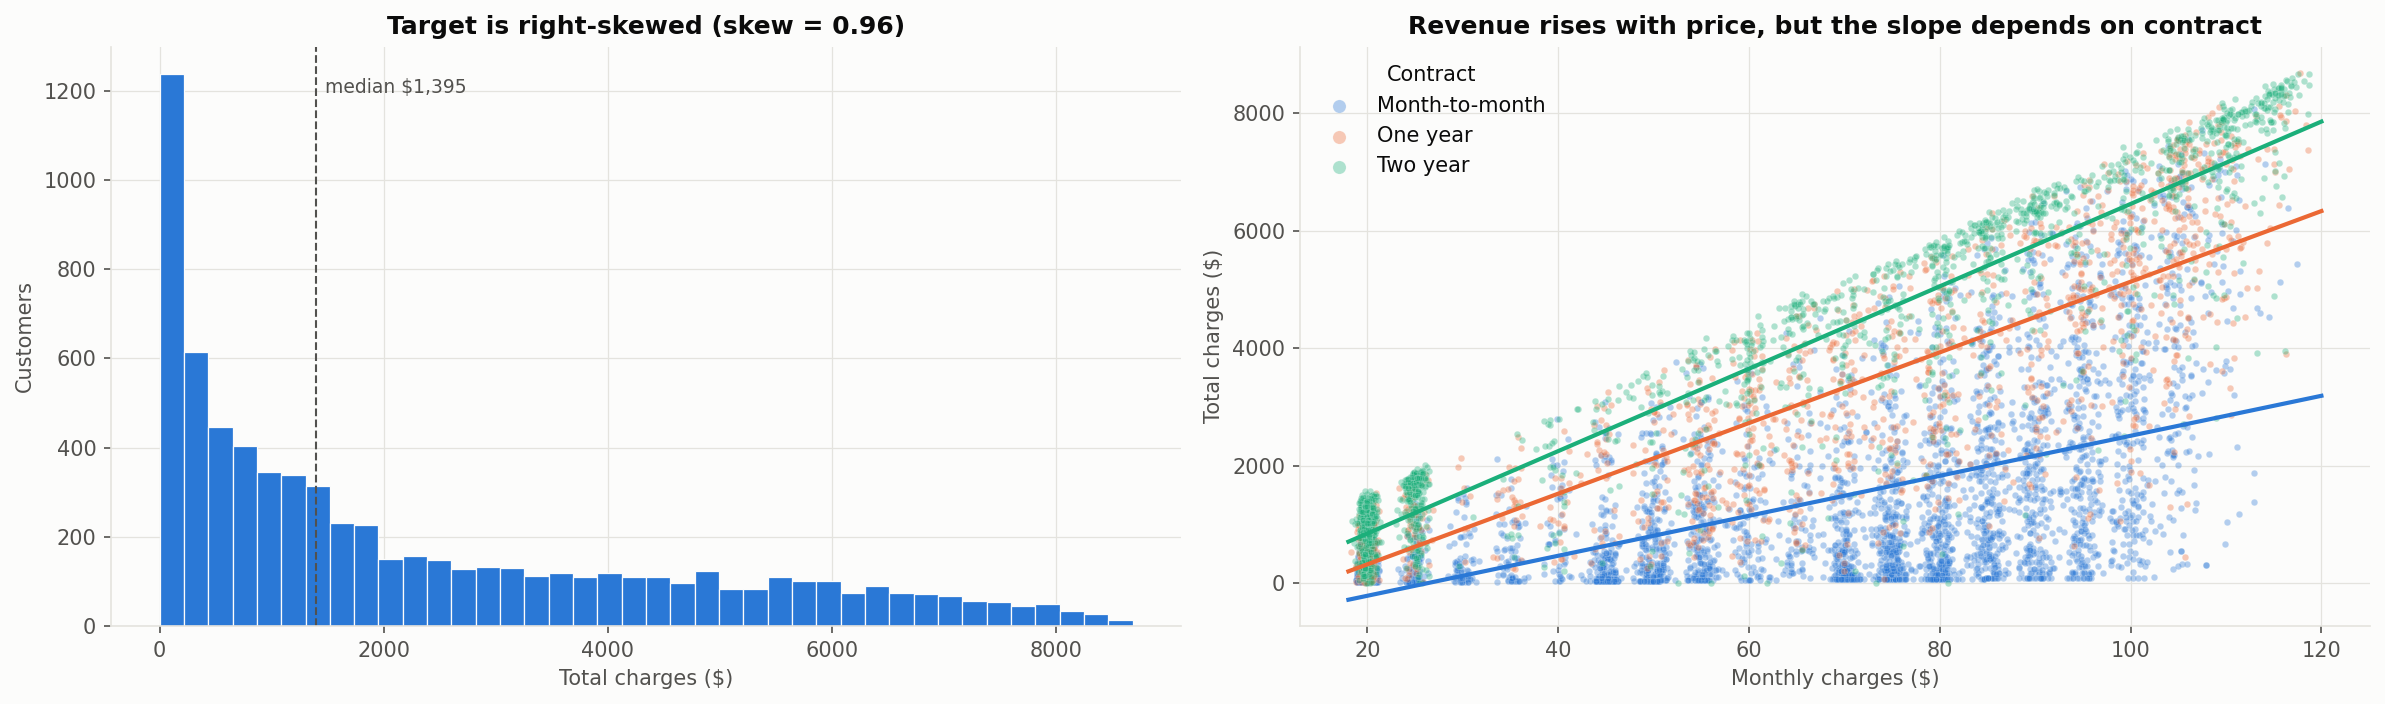 Target is right-skewed (skew = 0.96)
median $1,395
Customers
1200
1000
800
600
400
200
0
0 2000 4000 6000 8000
Total charges ($)
Revenue rises with price, but the slope depends on contract
Contract
Month-to-month
One year
Two year
Total charges ($)
8000
6000
4000
2000
0
20 40 60 80 100 120
Monthly charges ($)